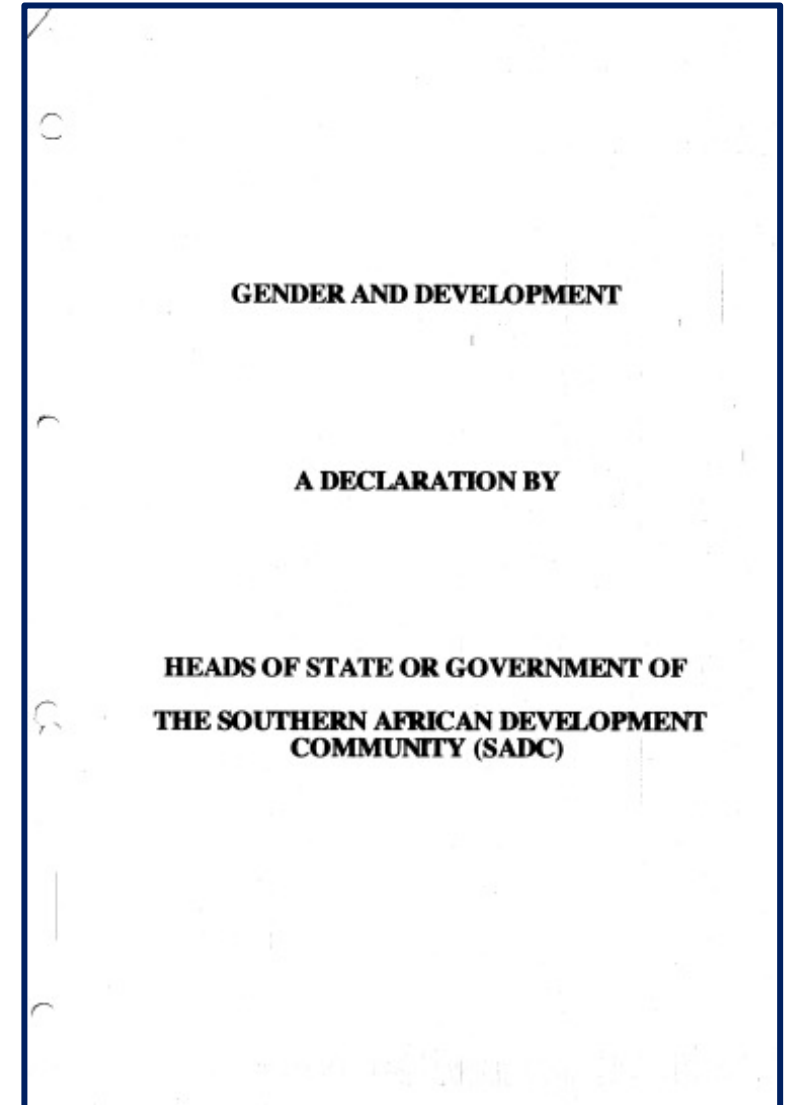 GENDER AND DEVELOPMENT
A DECLARATION BY
HEADS OF STATE OR GOVERNMENT OF
THE SOUTHERN AFRICAN DEVELOPMENT
COMMUNITY (SADC)